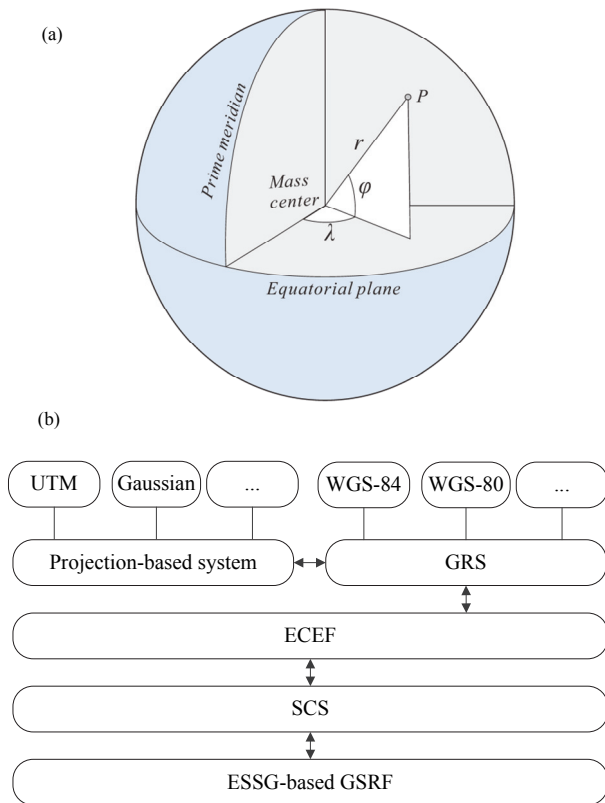 (a)
Prime meridian
P
r
Mass
center
φ
λ
Equatorial plane
(b)
UTM
Gaussian
...
WGS-84
WGS-80
...
Projection-based system
GRS
ECEF
SCS
ESSG-based GSRF